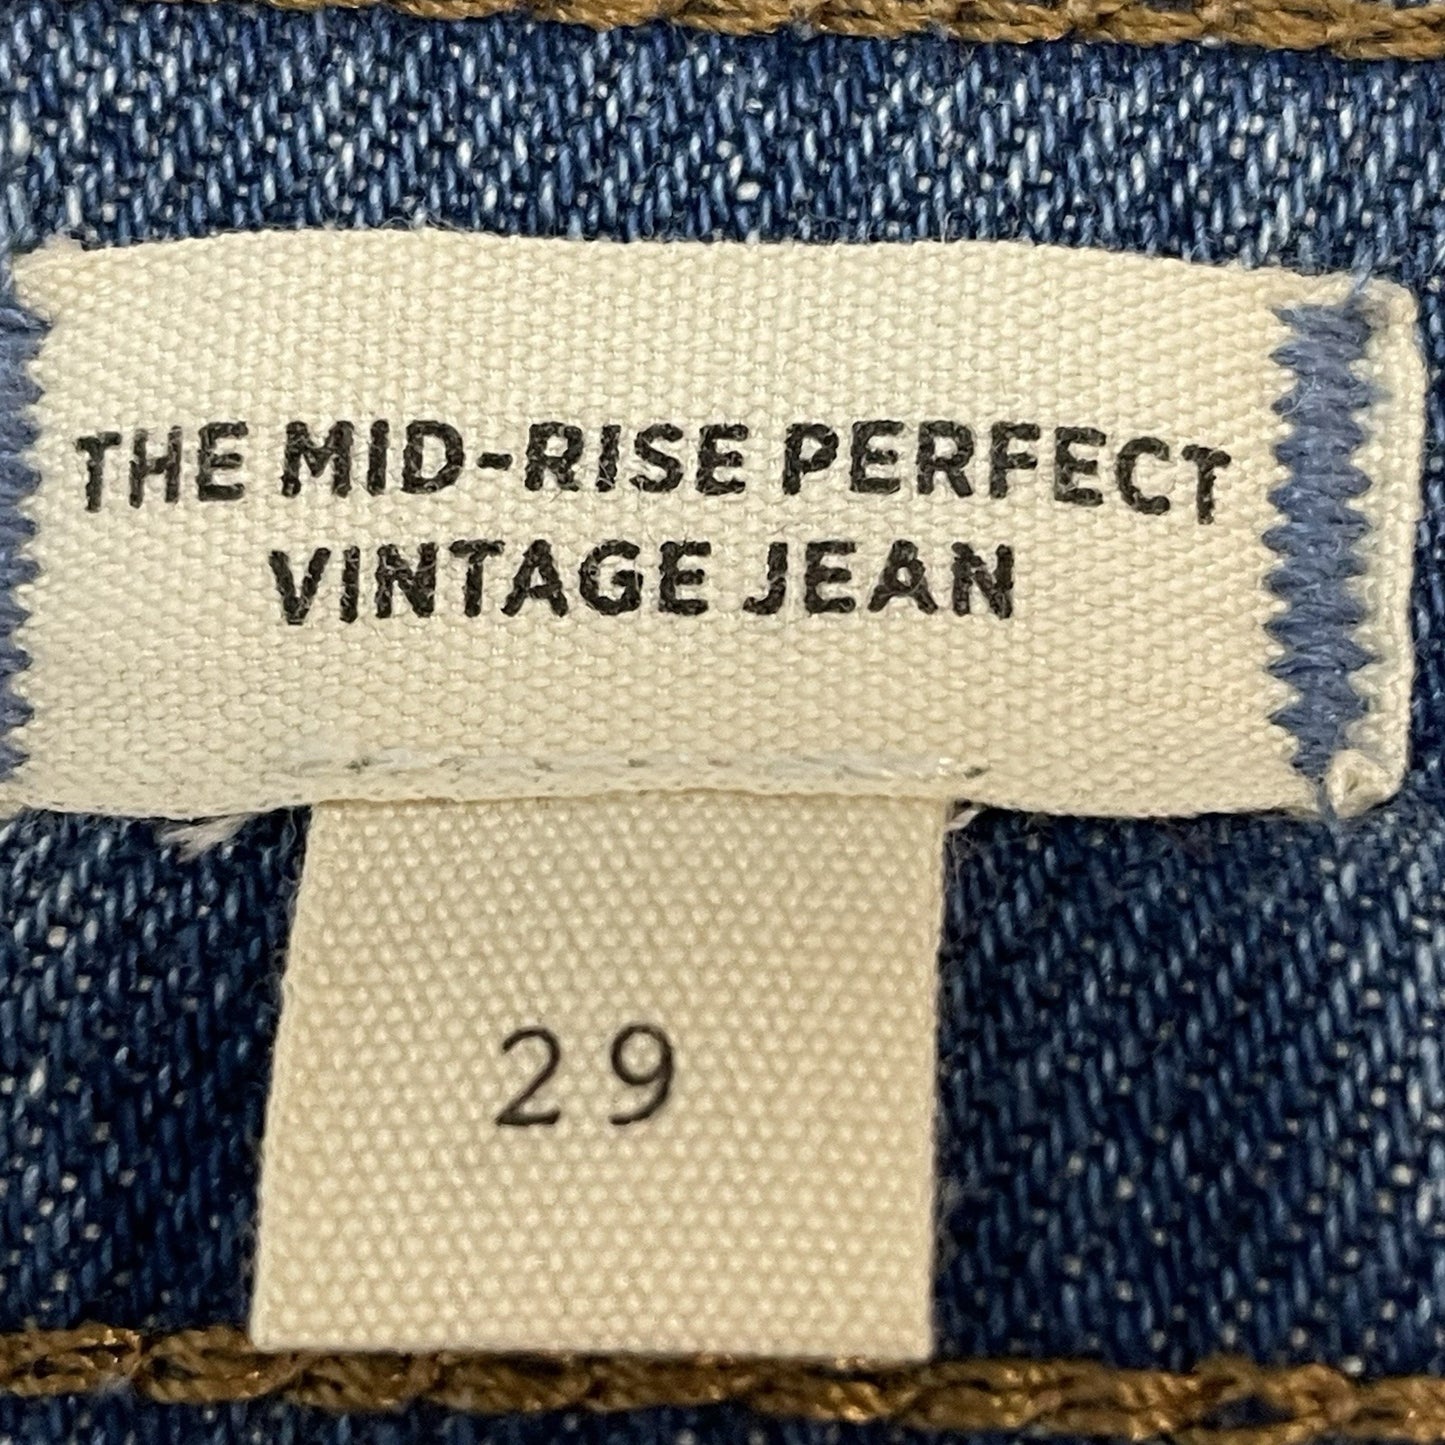 THE MID-RISE PERFECT
VINTAGE JEAN
29